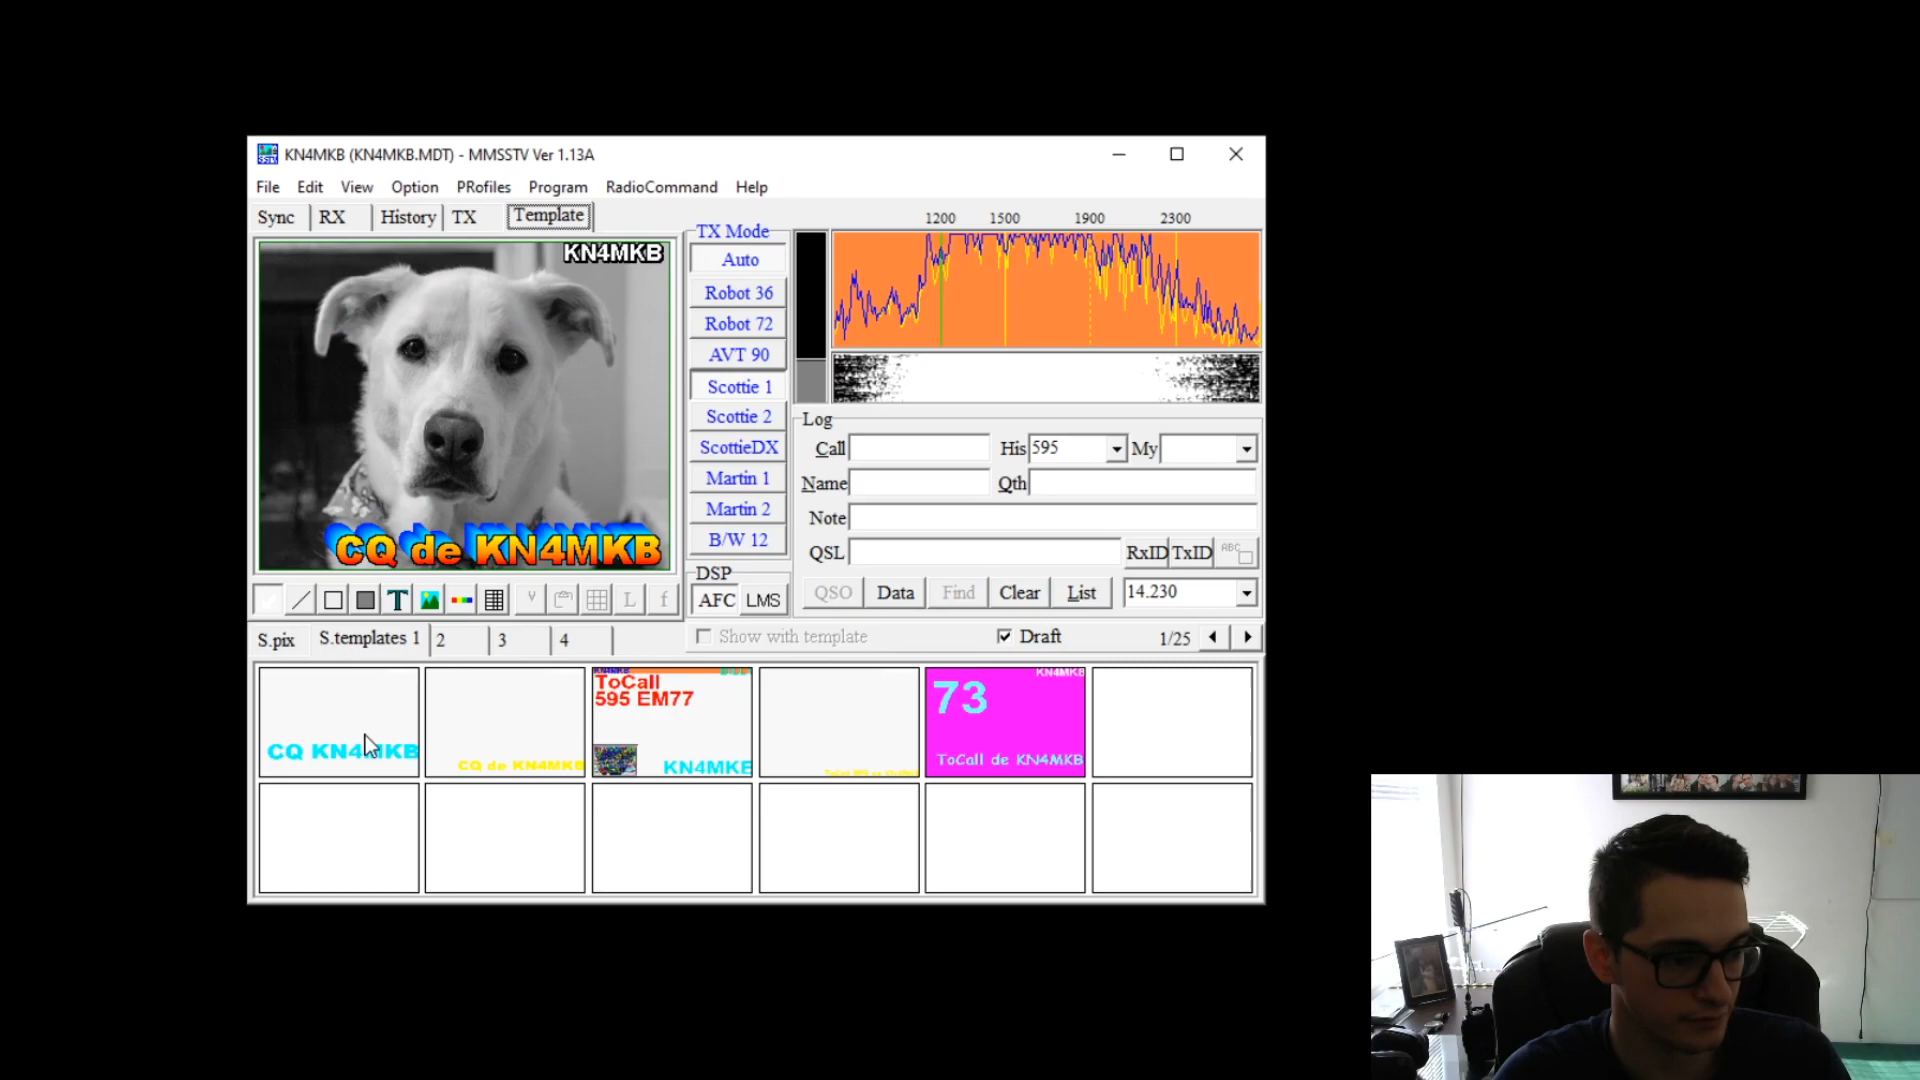 KN4MKB (KN4MKB.MDT) - MMSSTV Ver 1.13A
File Edit View Option PRofiles Program RadioCommand Help
Sync RX History TX Template
KN4MKB
CQ de KN4MKB
TX Mode
Auto
Robot 36
Robot 72
AVT 90
Scottie 1
Scottie 2
ScottieDX
Martin 1
Martin 2
B/W 12
DSP
AFC LMS
1200 1500 1900 2300
Log
Call His 595 My
Name Qth
Note
QSL RxID TxID ABC
QSO Data Find Clear List 14.230
T Y L f
S.pix S.templates 1 2 3 4
Show with template Draft 1/25
CQ KN4MKB
CQ de KN4MKB
KN4MKB
ToCall
595 EM77
KN4MKB
KN4MKB
73
ToCall de KN4MKB